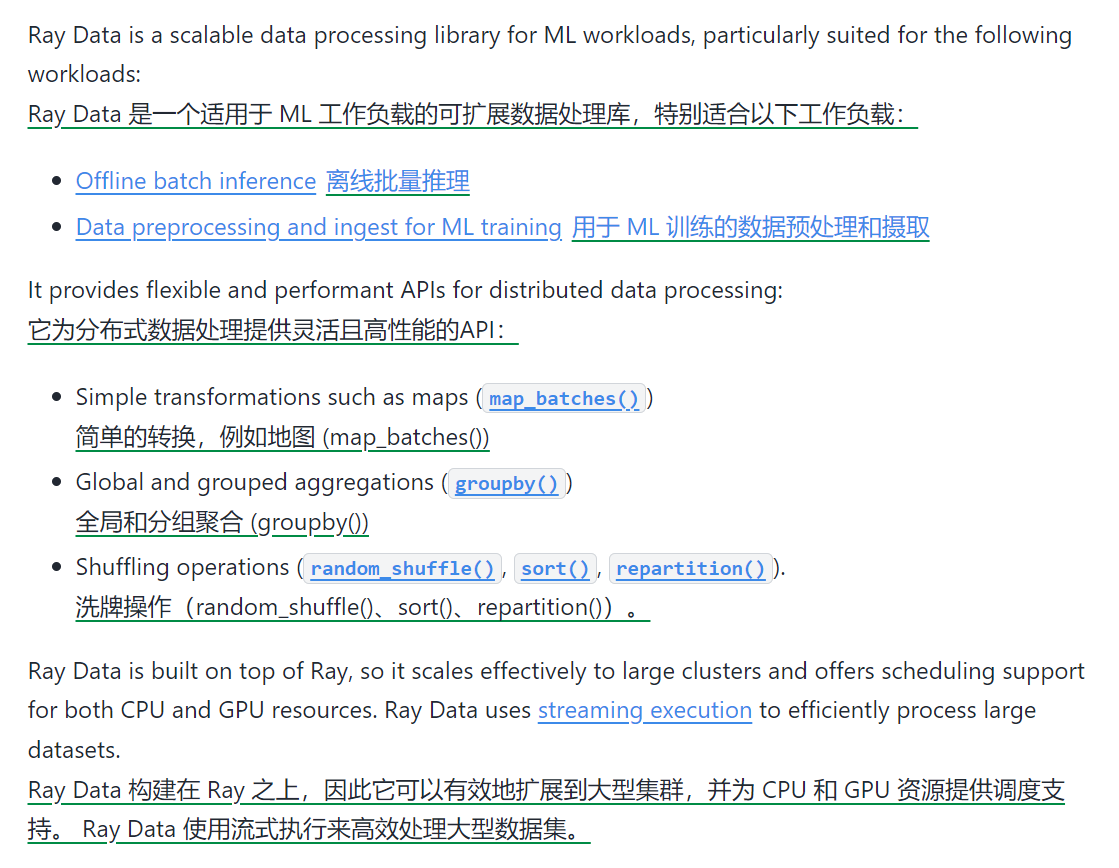 Ray Data is a scalable data processing library for ML workloads, particularly suited for the following
workloads:
Ray Data 是一个适用于 ML 工作负载的可扩展数据处理库，特别适合以下工作负载：
• Offline batch inference 离线批量推理
• Data preprocessing and ingest for ML training 用于 ML 训练的数据预处理和摄取
It provides flexible and performant APIs for distributed data processing:
它为分布式数据处理提供灵活且高性能的API：
• Simple transformations such as maps (map_batches())
简单的转换，例如地图 (map_batches())
• Global and grouped aggregations (groupby())
全局和分组聚合 (groupby())
• Shuffling operations (random_shuffle(), sort(), repartition()).
洗牌操作（random_shuffle()、sort()、repartition()）。
Ray Data is built on top of Ray, so it scales effectively to large clusters and offers scheduling support
for both CPU and GPU resources. Ray Data uses streaming execution to efficiently process large
datasets.
Ray Data 构建在 Ray 之上，因此它可以有效地扩展到大型集群，并为 CPU 和 GPU 资源提供调度支
持。 Ray Data 使用流式执行来高效处理大型数据集。